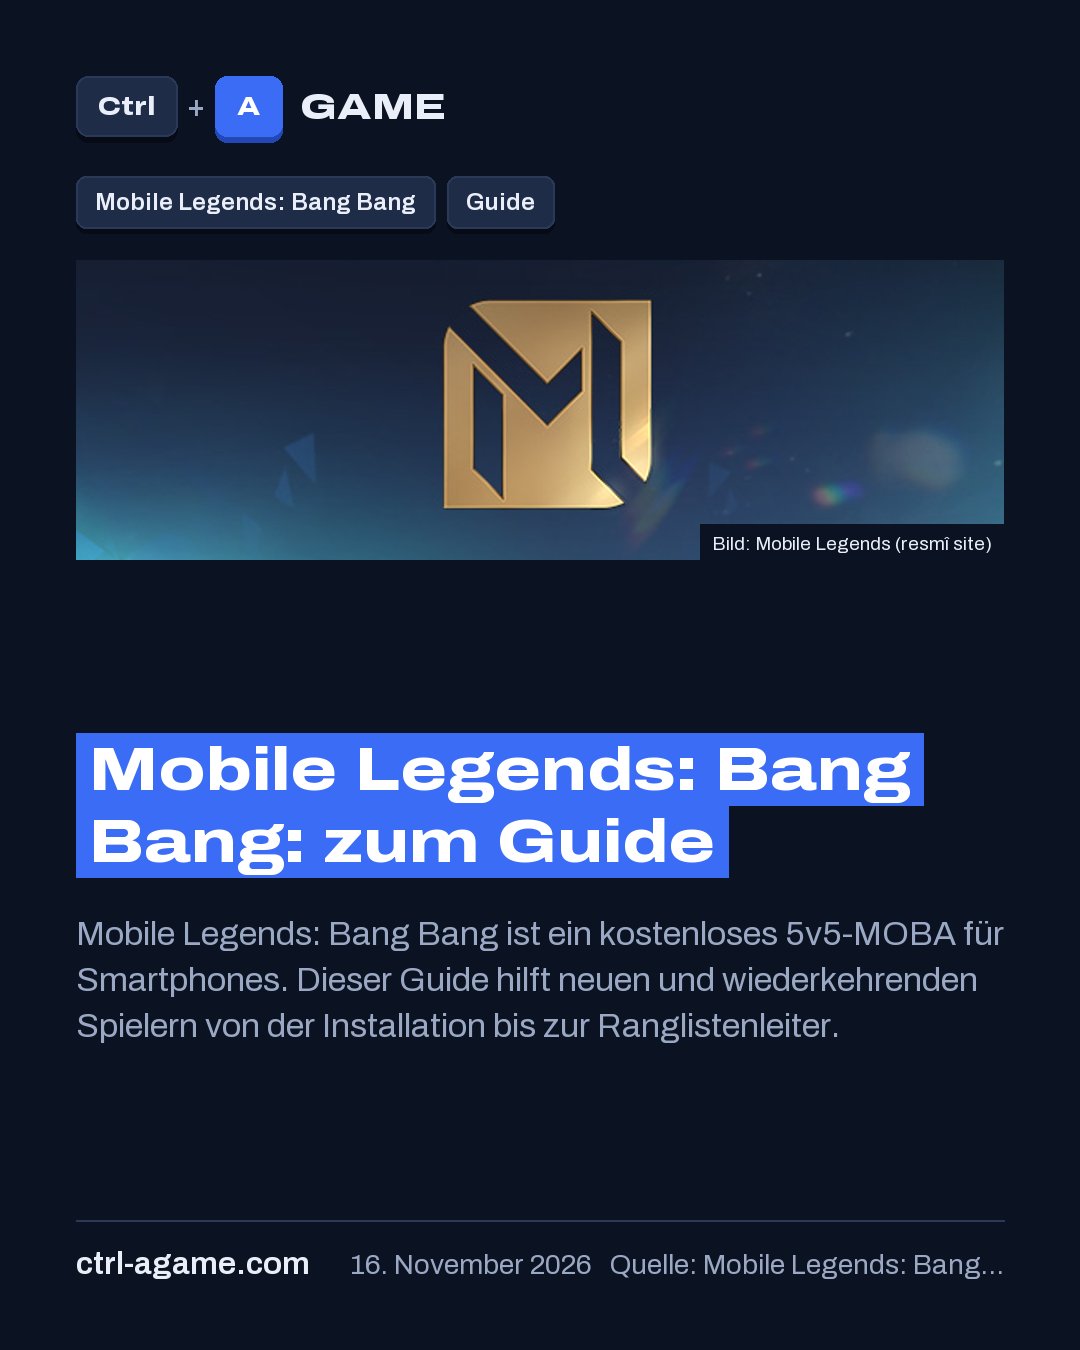 Ctrl + A GAME
Mobile Legends: Bang Bang Guide
Bild: Mobile Legends (resmî site)
Mobile Legends: Bang
Bang: zum Guide
Mobile Legends: Bang Bang ist ein kostenloses 5v5-MOBA für
Smartphones. Dieser Guide hilft neuen und wiederkehrenden
Spielern von der Installation bis zur Ranglistenleiter.
ctrl-agame.com 16. November 2026 Quelle: Mobile Legends: Bang...